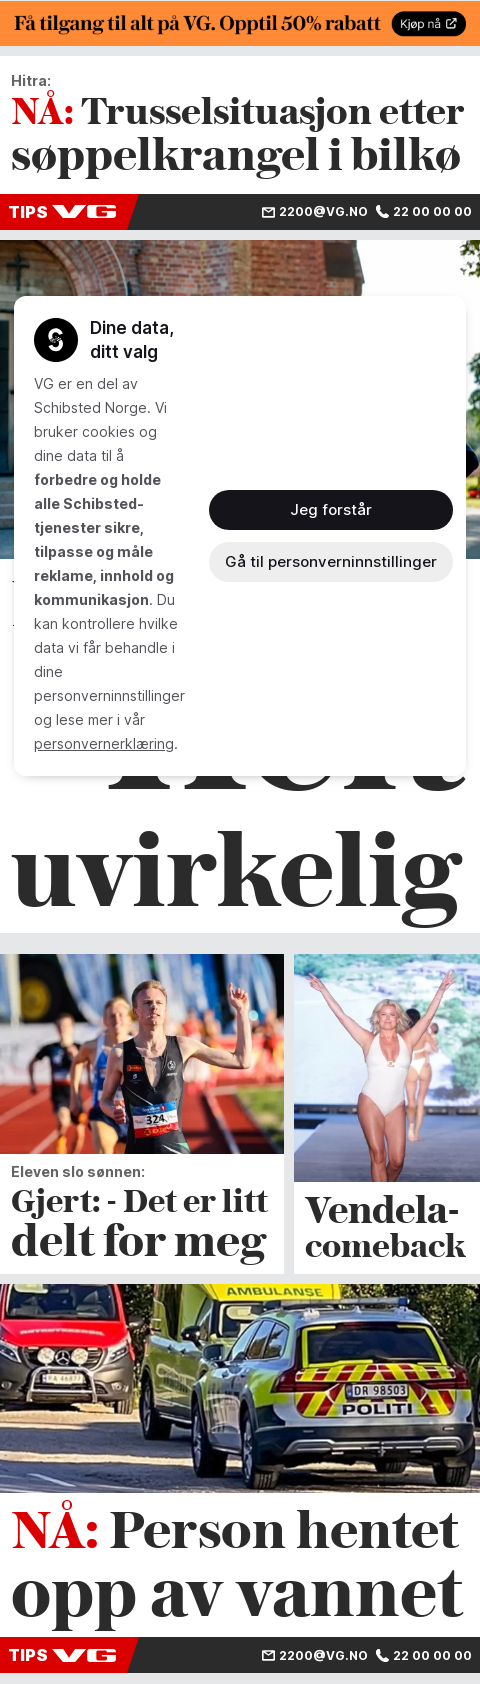 Få tilgang til alt på VG. Opptil 50% rabatt
Kjøp nå
Hitra:
NÅ: Trusselsituasjon etter
søppelkrangel i bilkø
TIPS VG
2200@VG.NO 22 00 00 00
Dine data,
ditt valg
VG er en del av
Schibsted Norge. Vi
bruker cookies og
dine data til å
forbedre og holde
alle Schibsted-
tjenester sikre,
tilpasse og måle
reklame, innhold og
kommunikasjon. Du
kan kontrollere hvilke
data vi får behandle i
dine
personverninnstillinger
og lese mer i vår
personvernerklæring.
Jeg forstår
Gå til personverninnstillinger
uvirkelig
324
Eleven slo sønnen:
Gjert: - Det er litt
delt for meg
Vendela-
comeback
AMBULANSE
DR 98503
POLITI
NÅ: Person hentet
opp av vannet
TIPS VG
2200@VG.NO 22 00 00 00